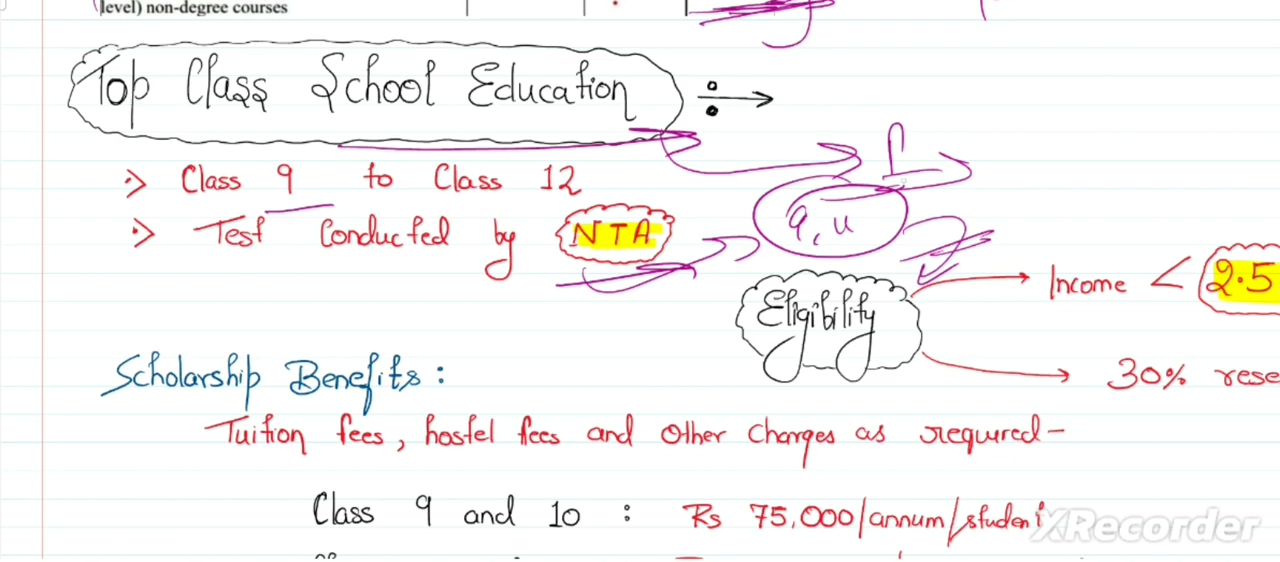 level) non-degree courses
Top Class School Education
Class 9 to Class 12
Test Conducted by NTA
9, 11
Eligibility
Income < 2.5
30% rese
Scholarship Benefits:
Tuition fees, hostel fees and other charges as required-
Class 9 and 10 : Rs 75,000/annum/student
XRecorder